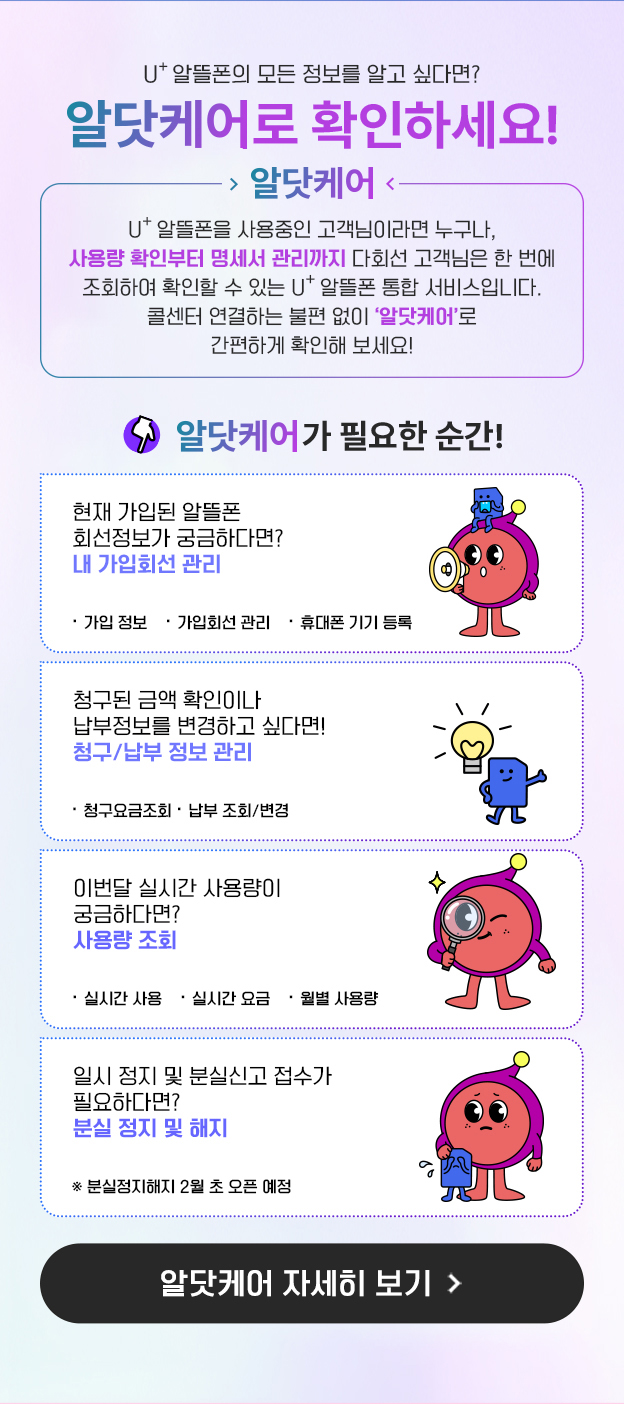 U⁺ 알뜰폰의 모든 정보를 알고 싶다면?
알닷케어로 확인하세요!
알닷케어
U⁺ 알뜰폰을 사용중인 고객님이라면 누구나,
사용량 확인부터 명세서 관리까지 다회선 고객님은 한 번에
조회하여 확인할 수 있는 U⁺ 알뜰폰 통합 서비스입니다.
콜센터 연결하는 불편 없이 ‘알닷케어’로
간편하게 확인해 보세요!
알닷케어가 필요한 순간!
현재 가입된 알뜰폰
회선정보가 궁금하다면?
내 가입회선 관리
· 가입 정보 · 가입회선 관리 · 휴대폰 기기 등록
청구된 금액 확인이나
납부정보를 변경하고 싶다면!
청구/납부 정보 관리
· 청구요금조회 · 납부 조회/변경
이번달 실시간 사용량이
궁금하다면?
사용량 조회
· 실시간 사용 · 실시간 요금 · 월별 사용량
일시 정지 및 분실신고 접수가
필요하다면?
분실 정지 및 해지
※ 분실정지해지 2월 초 오픈 예정
알닷케어 자세히 보기 >